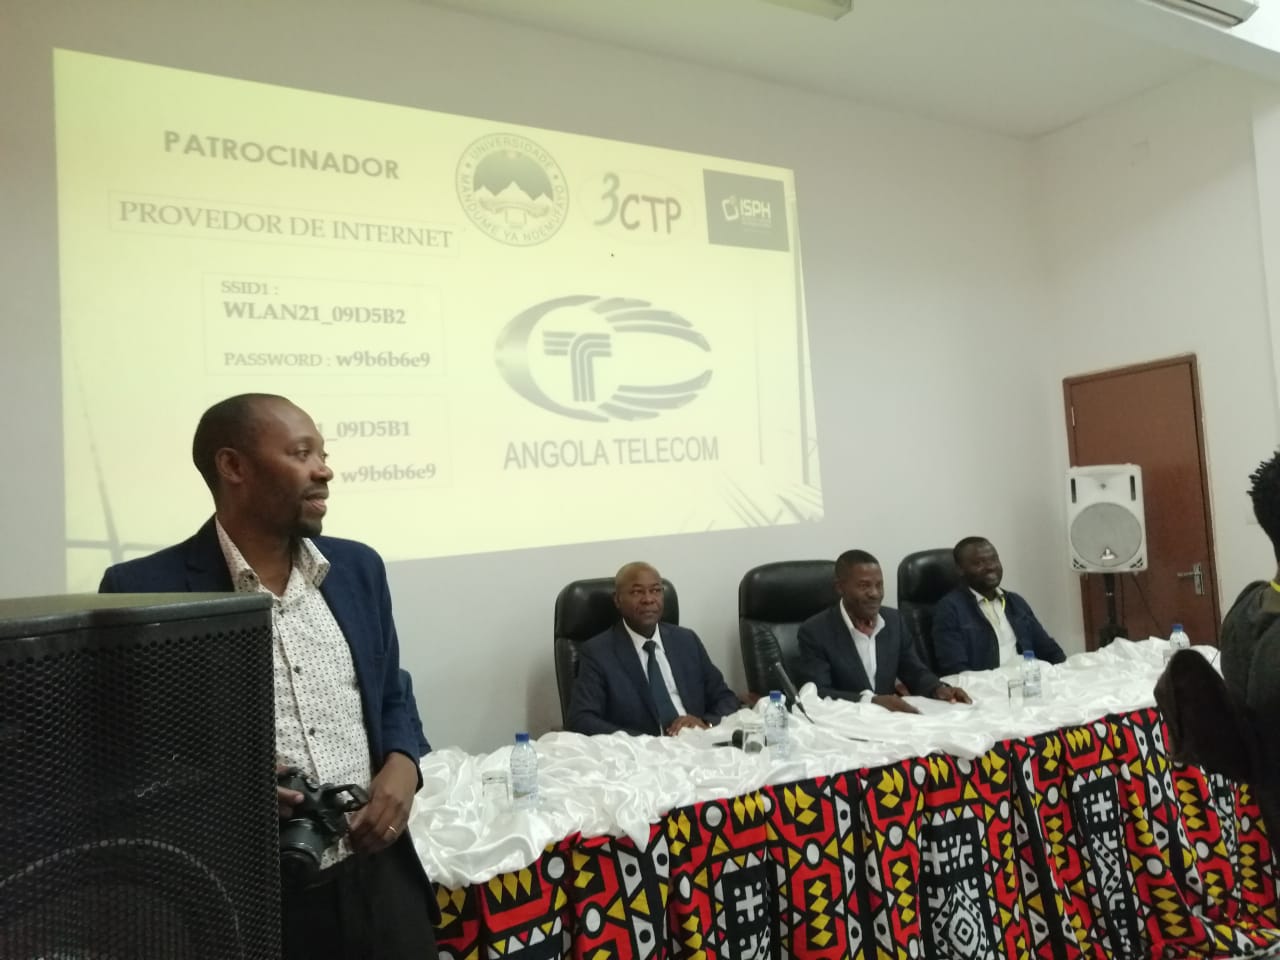 PATROCINADOR
UNIVERSIDADE
MANDUME YA NDEMUFAYO
3CTP
ISPH
PROVEDOR DE INTERNET
SSID1 :
WLAN21_09D5B2
PASSWORD : w9b6b6e9
_09D5B1
w9b6b6e9
ANGOLA TELECOM